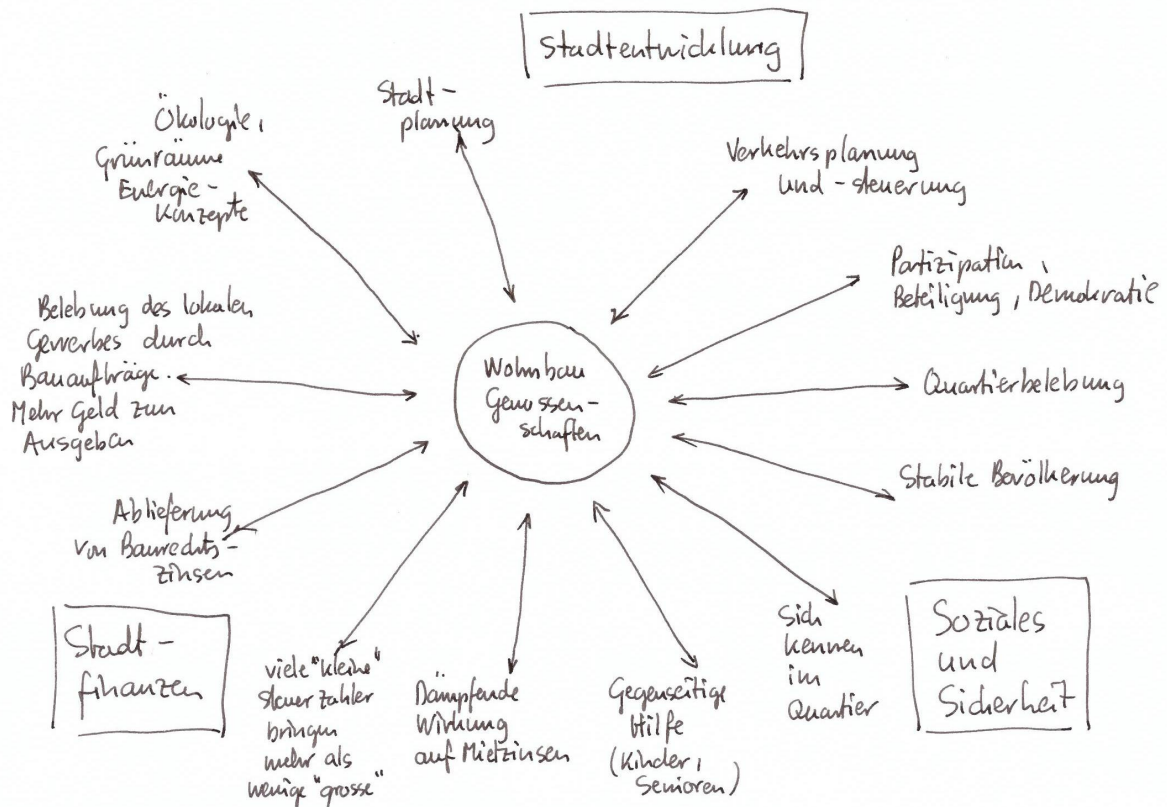 Stadtentwicklung
Ökologie,
Grünräume
Energie-
Konzepte
Stadt-
planung
Verkehrsplanung
und -steuerung
Partizipation,
Beteiligung, Demokratie
Quartierbelebung
Stabile Bevölkerung
Belebung des lokalen
Gewerbes durch
Bauaufträge.
Mehr Geld zum
Ausgeben
Wohnbau
Genossen-
schaften
Ablieferung
von Baurechts-
zinsen
Stadt-
finanzen
viele "kleine"
Steuerzahler
bringen
mehr als
wenige "grosse"
Dämpfende
Wirkung
auf Mietzinsen
Gegenseitige
Hilfe
(Kinder,
Senioren)
Sich
kennen
im
Quartier
Soziales
und
Sicherheit